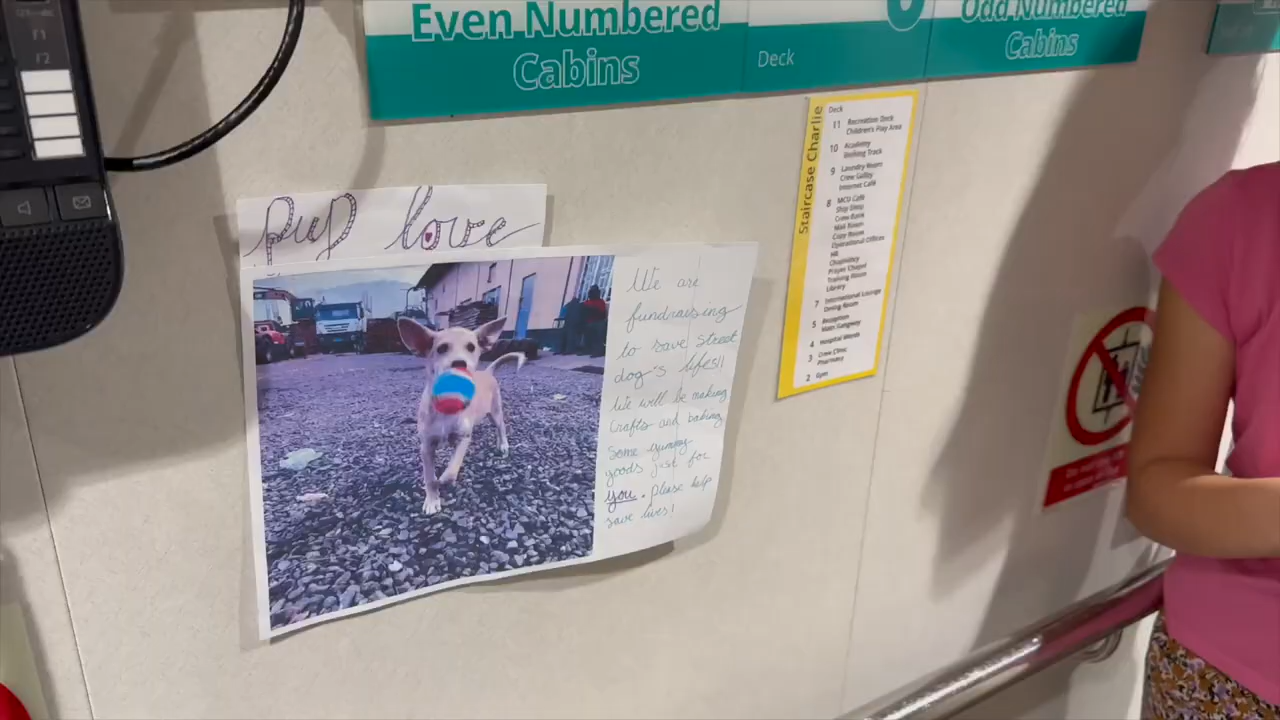 F1
F2
Even Numbered
Cabins
Deck
Odd Numbered
Cabins
Staircase Charlie
Deck
11 Recreation Deck
Children's Play Area
10 Academy
Walking Track
9 Laundry Room
Crew Galley
Internet Café
8 MCU Café
Ship Shop
Crew Bank
Mail Room
Copy Room
Operational Offices
HR
Chaplaincy
Prayer Chapel
Training Room
Library
7 International Lounge
Dining Room
5 Reception
Main Gangway
4 Hospital Wards
3 Crew Clinic
Pharmacy
2 Gym
pup love
We are
fundraising
to save street
dog's lifes!!
We will be making
Crafts and baking
Some yummy
goods just for
you. please help
save lives!